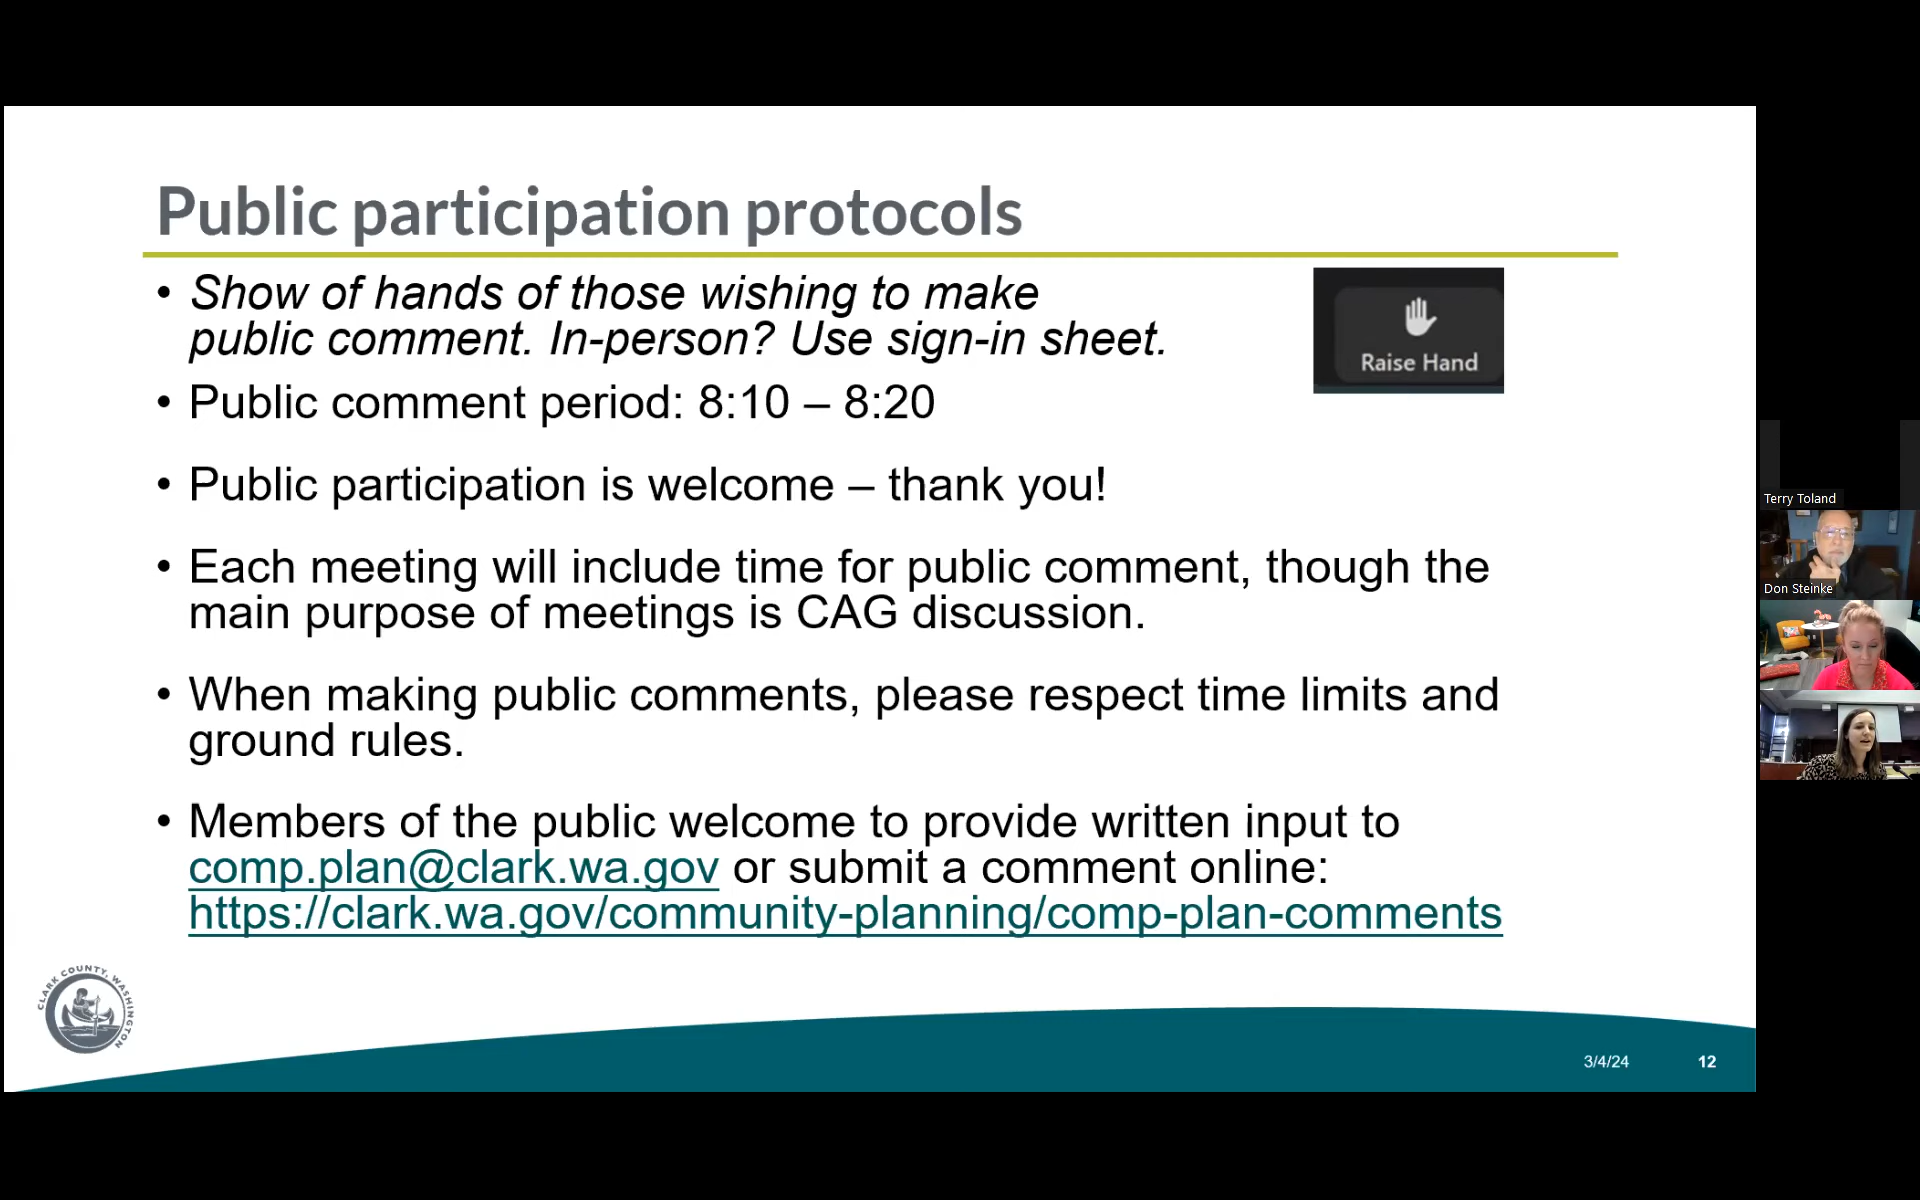 Public participation protocols
• Show of hands of those wishing to make
public comment. In-person? Use sign-in sheet.
Raise Hand
• Public comment period: 8:10 – 8:20
• Public participation is welcome – thank you!
• Each meeting will include time for public comment, though the
main purpose of meetings is CAG discussion.
• When making public comments, please respect time limits and
ground rules.
• Members of the public welcome to provide written input to
comp.plan@clark.wa.gov or submit a comment online:
https://clark.wa.gov/community-planning/comp-plan-comments
CLARK COUNTY, WASHINGTON
3/4/24
12
Terry Toland
Don Steinke